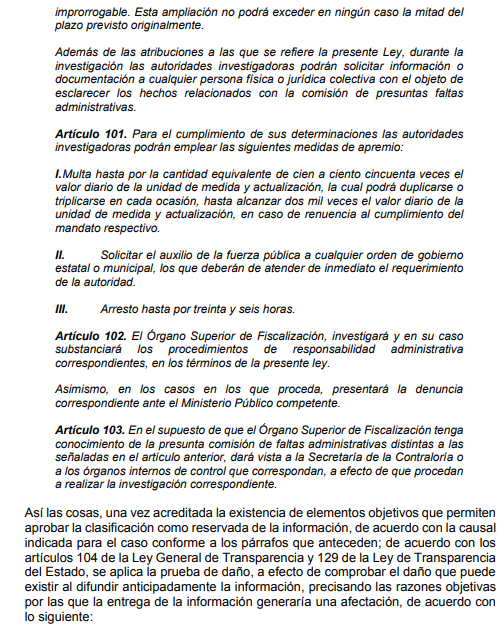 improrrogable. Esta ampliación no podrá exceder en ningún caso la mitad del
plazo previsto originalmente.
Además de las atribuciones a las que se refiere la presente Ley, durante la
investigación las autoridades investigadoras podrán solicitar información o
documentación a cualquier persona física o jurídica colectiva con el objeto de
esclarecer los hechos relacionados con la comisión de presuntas faltas
administrativas.
Artículo 101. Para el cumplimiento de sus determinaciones las autoridades
investigadoras podrán emplear las siguientes medidas de apremio:
I.Multa hasta por la cantidad equivalente de cien a ciento cincuenta veces el
valor diario de la unidad de medida y actualización, la cual podrá duplicarse o
triplicarse en cada ocasión, hasta alcanzar dos mil veces el valor diario de la
unidad de medida y actualización, en caso de renuencia al cumplimiento del
mandato respectivo.
II. Solicitar el auxilio de la fuerza pública a cualquier orden de gobierno
estatal o municipal, los que deberán de atender de inmediato el requerimiento
de la autoridad.
III. Arresto hasta por treinta y seis horas.
Artículo 102. El Órgano Superior de Fiscalización, investigará y en su caso
substanciará los procedimientos de responsabilidad administrativa
correspondientes, en los términos de la presente ley.
Asimismo, en los casos en los que proceda, presentará la denuncia
correspondiente ante el Ministerio Público competente.
Artículo 103. En el supuesto de que el Órgano Superior de Fiscalización tenga
conocimiento de la presunta comisión de faltas administrativas distintas a las
señaladas en el artículo anterior, dará vista a la Secretaría de la Contraloría o
a los órganos internos de control que correspondan, a efecto de que procedan
a realizar la investigación correspondiente.
Así las cosas, una vez acreditada la existencia de elementos objetivos que permiten
aprobar la clasificación como reservada de la información, de acuerdo con la causal
indicada para el caso conforme a los párrafos que anteceden; de acuerdo con los
artículos 104 de la Ley General de Transparencia y 129 de la Ley de Transparencia
del Estado, se aplica la prueba de daño, a efecto de comprobar el daño que puede
existir al difundir anticipadamente la información, precisando las razones objetivas
por las que la entrega de la información generaría una afectación, de acuerdo con
lo siguiente: